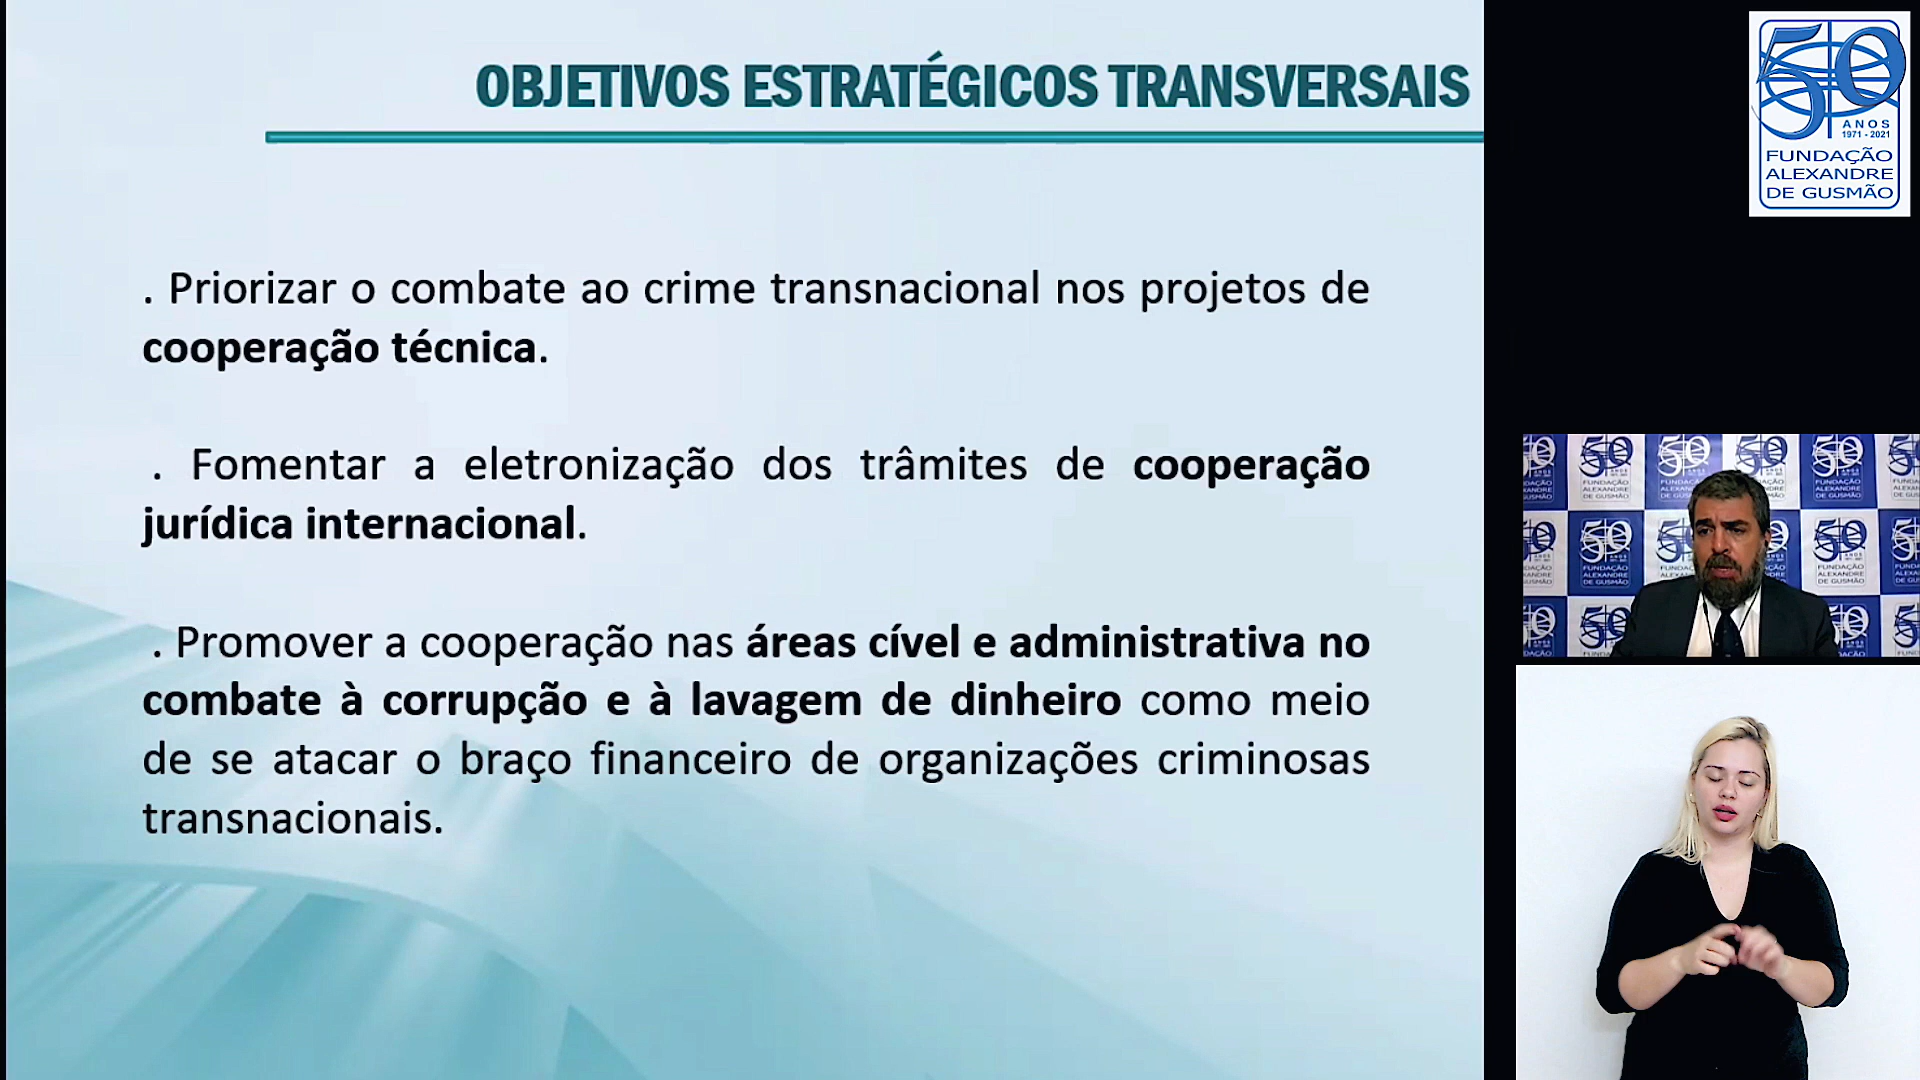 OBJETIVOS ESTRATÉGICOS TRANSVERSAIS
. Priorizar o combate ao crime transnacional nos projetos de
cooperação técnica.
. Fomentar a eletronização dos trâmites de cooperação
jurídica internacional.
. Promover a cooperação nas áreas cível e administrativa no
combate à corrupção e à lavagem de dinheiro como meio
de se atacar o braço financeiro de organizações criminosas
transnacionais.
50
ANOS
1971 - 2021
FUNDAÇÃO
ALEXANDRE
DE GUSMÃO